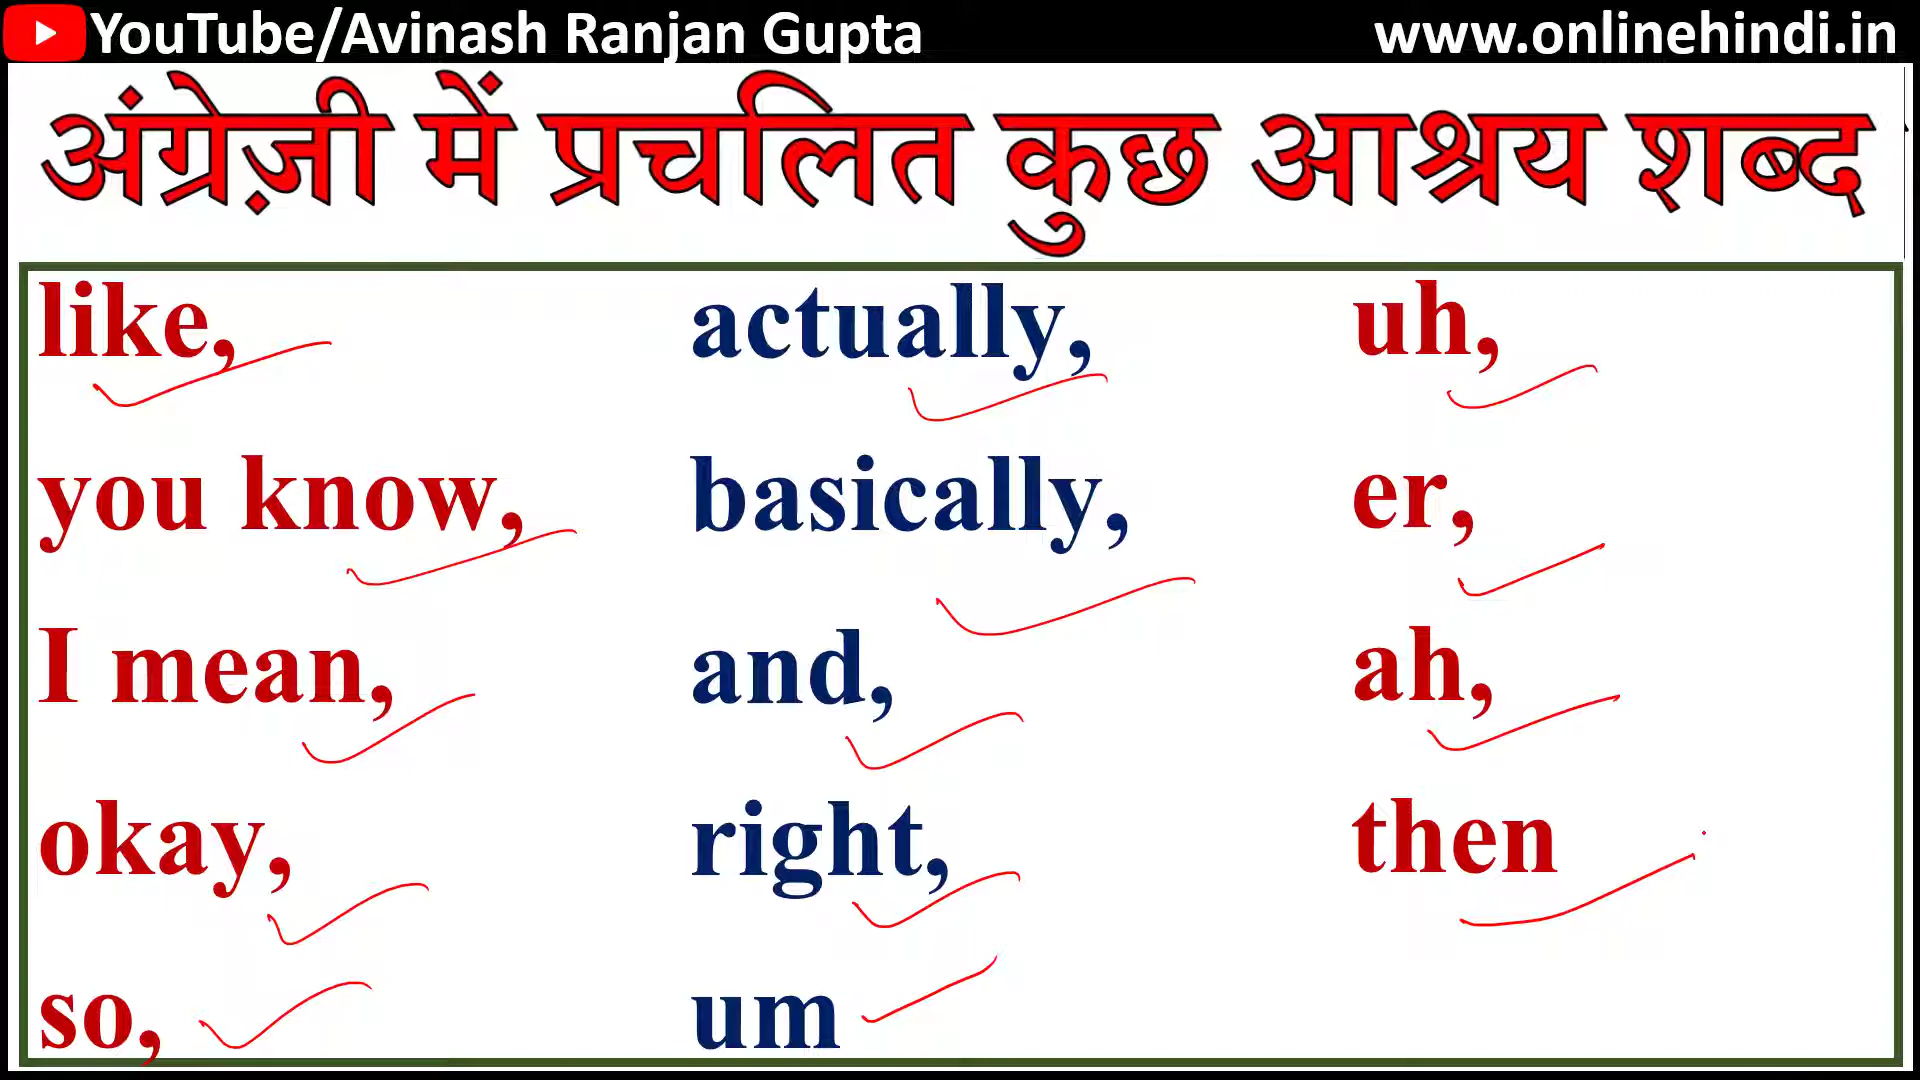 YouTube/Avinash Ranjan Gupta
www.onlinehindi.in
अंग्रेज़ी में प्रचलित कुछ आश्रय शब्द
like,
you know,
I mean,
okay,
so,
actually,
basically,
and,
right,
um
uh,
er,
ah,
then